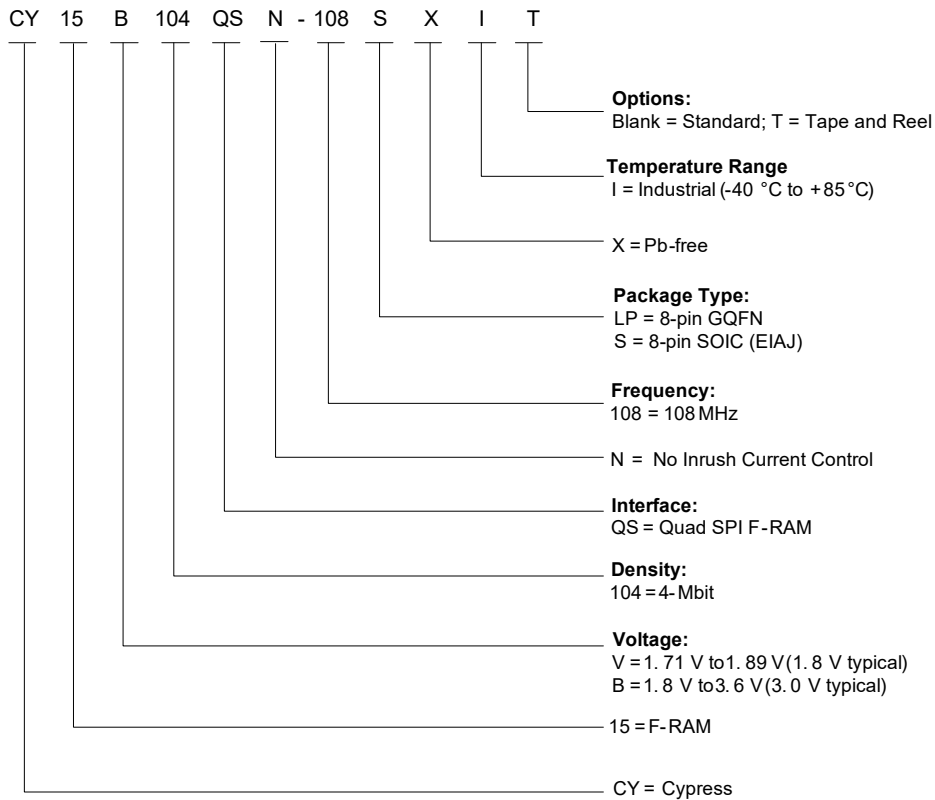 CY 15 B 104 QS N - 108 S X I T
Options:
Blank = Standard; T = Tape and Reel
Temperature Range
I = Industrial (-40 °C to +85°C)
X = Pb-free
Package Type:
LP = 8-pin GQFN
S = 8-pin SOIC (EIAJ)
Frequency:
108 = 108 MHz
N = No Inrush Current Control
Interface:
QS = Quad SPI F-RAM
Density:
104 = 4-Mbit
Voltage:
V = 1. 71 V to 1. 89 V (1. 8 V typical)
B = 1. 8 V to 3. 6 V (3. 0 V typical)
15 = F-RAM
CY = Cypress